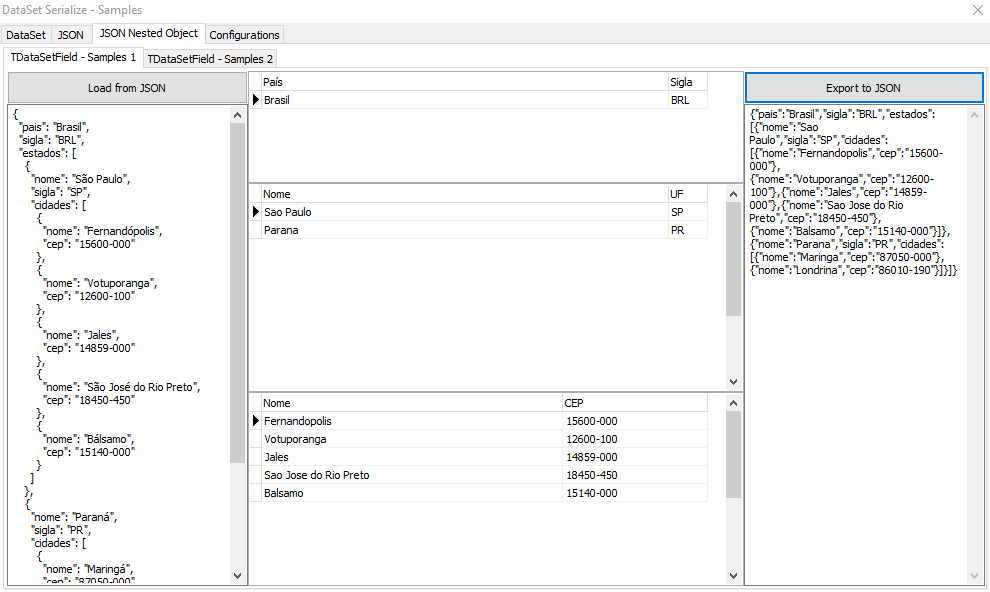 DataSet Serialize - Samples
DataSet JSON JSON Nested Object Configurations
TDataSetField - Samples 1 TDataSetField - Samples 2
Load from JSON
{
"pais": "Brasil",
"sigla": "BRL",
"estados": [
{
"nome": "São Paulo",
"sigla": "SP",
"cidades": [
{
"nome": "Fernandópolis",
"cep": "15600-000"
},
{
"nome": "Votuporanga",
"cep": "12600-100"
},
{
"nome": "Jales",
"cep": "14859-000"
},
{
"nome": "São José do Rio Preto",
"cep": "18450-450"
},
{
"nome": "Bálsamo",
"cep": "15140-000"
}
]
},
{
"nome": "Paraná",
"sigla": "PR",
"cidades": [
{
"nome": "Maringá",
"cep": "87050-000"
País Sigla
Brasil BRL
Nome UF
Sao Paulo SP
Parana PR
Nome CEP
Fernandopolis 15600-000
Votuporanga 12600-100
Jales 14859-000
Sao Jose do Rio Preto 18450-450
Balsamo 15140-000
Export to JSON
{"pais":"Brasil","sigla":"BRL","estados":
[{"nome":"Sao
Paulo","sigla":"SP","cidades":
[{"nome":"Fernandopolis","cep":"15600-
000"},
{"nome":"Votuporanga","cep":"12600-
100"},{"nome":"Jales","cep":"14859-
000"},{"nome":"Sao Jose do Rio
Preto","cep":"18450-450"},
{"nome":"Balsamo","cep":"15140-000"}]},
{"nome":"Parana","sigla":"PR","cidades":
[{"nome":"Maringa","cep":"87050-000"},
{"nome":"Londrina","cep":"86010-190"}]}]}